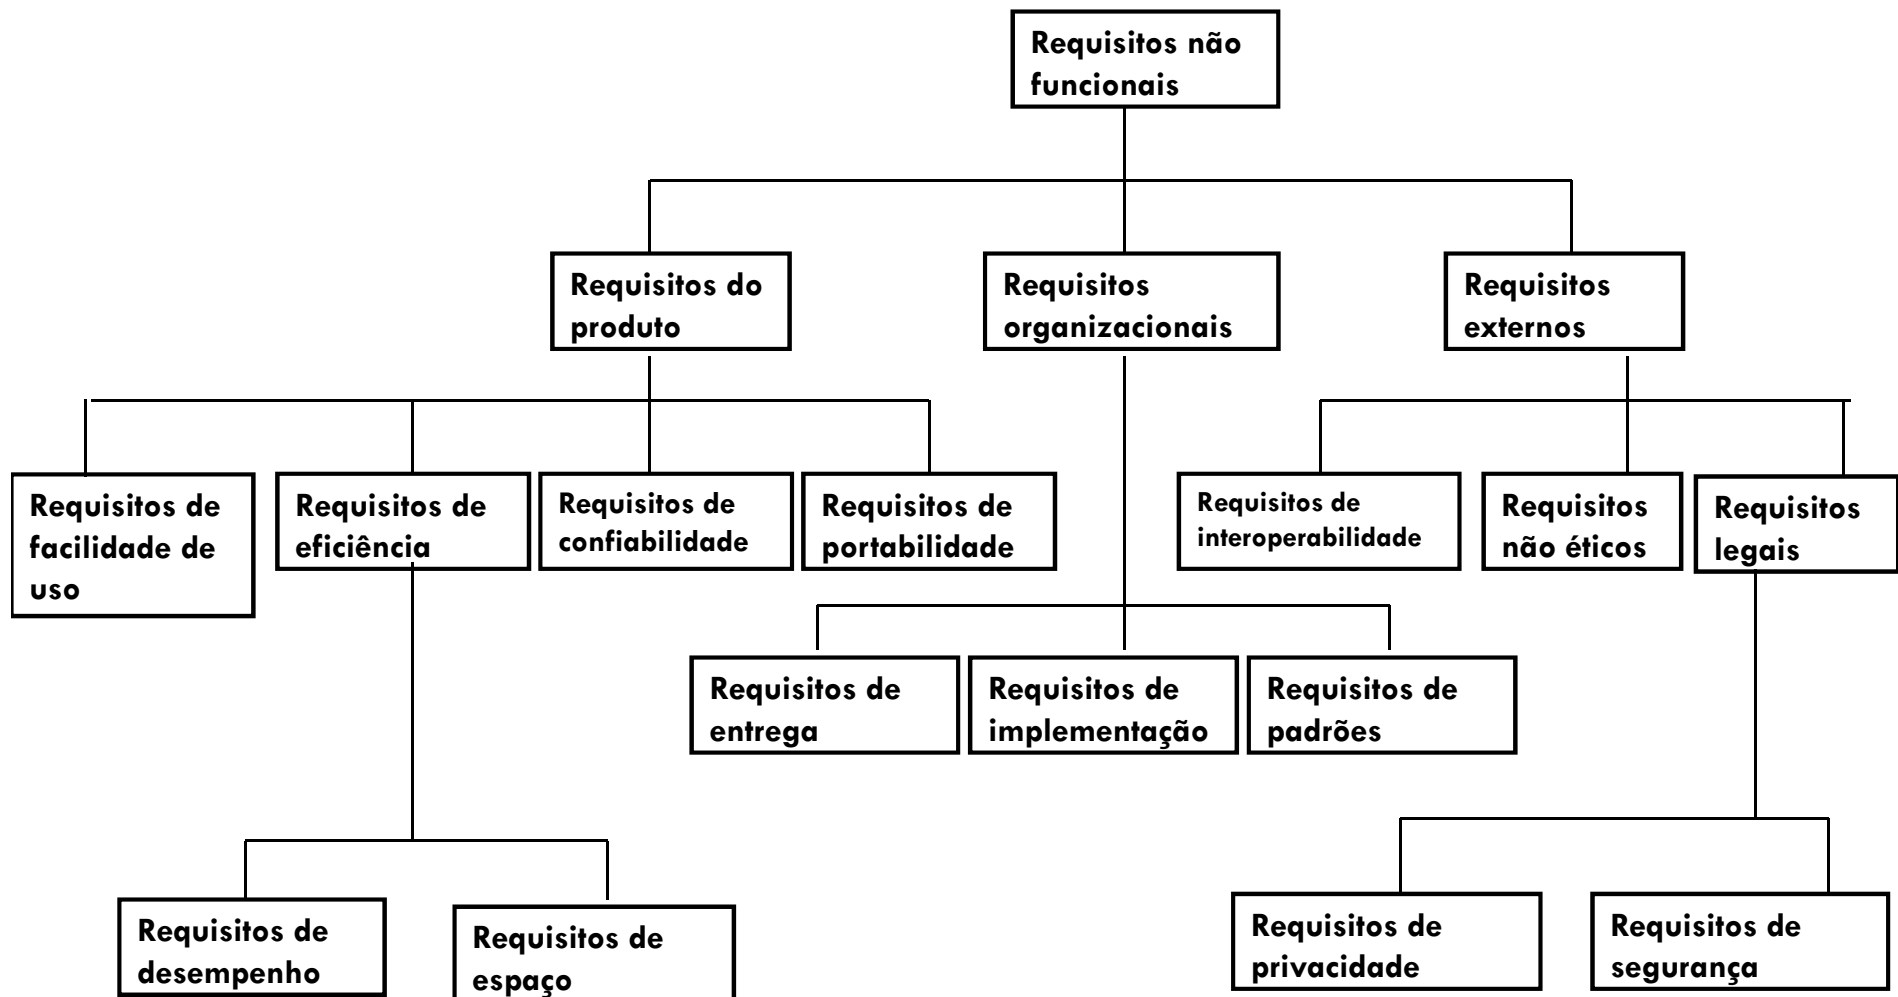 Requisitos não
funcionais
Requisitos do
produto
Requisitos
organizacionais
Requisitos
externos
Requisitos de
facilidade de
uso
Requisitos de
eficiência
Requisitos de
confiabilidade
Requisitos de
portabilidade
Requisitos de
interoperabilidade
Requisitos
não éticos
Requisitos
legais
Requisitos de
entrega
Requisitos de
implementação
Requisitos de
padrões
Requisitos de
desempenho
Requisitos de
espaço
Requisitos de
privacidade
Requisitos de
segurança